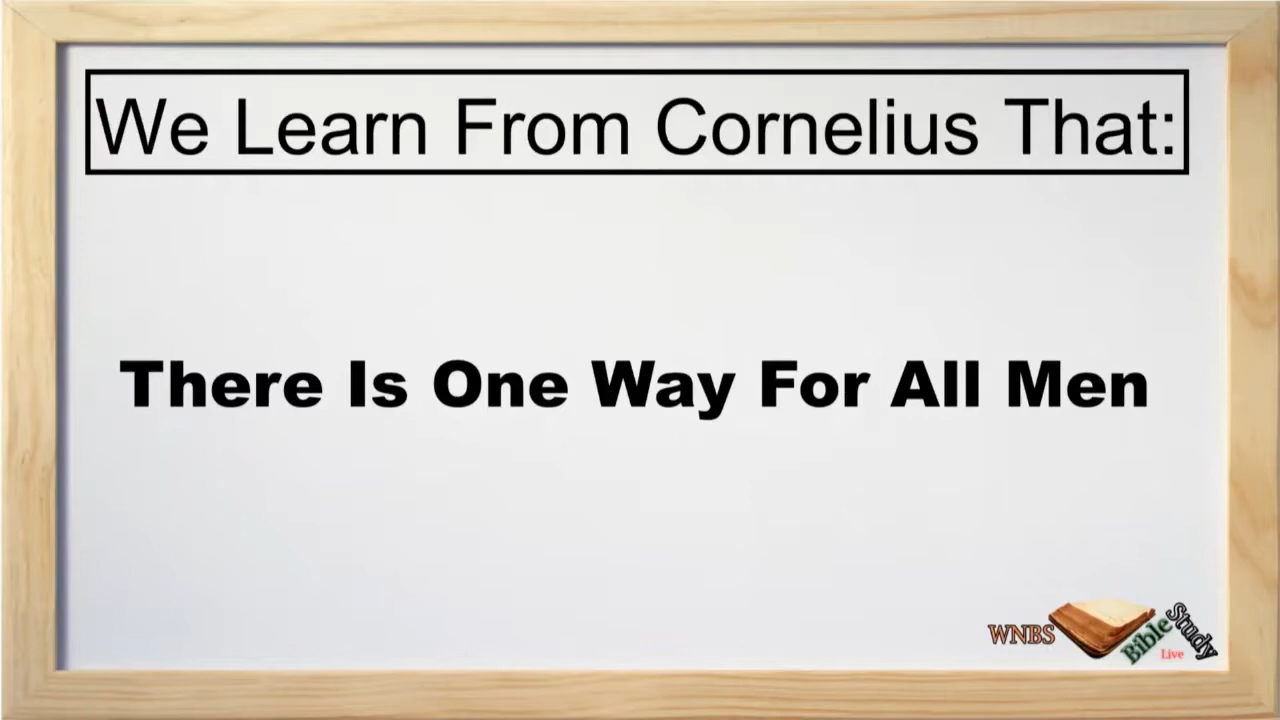 We Learn From Cornelius That:
There Is One Way For All Men
WNBS
Bible
Study
Live